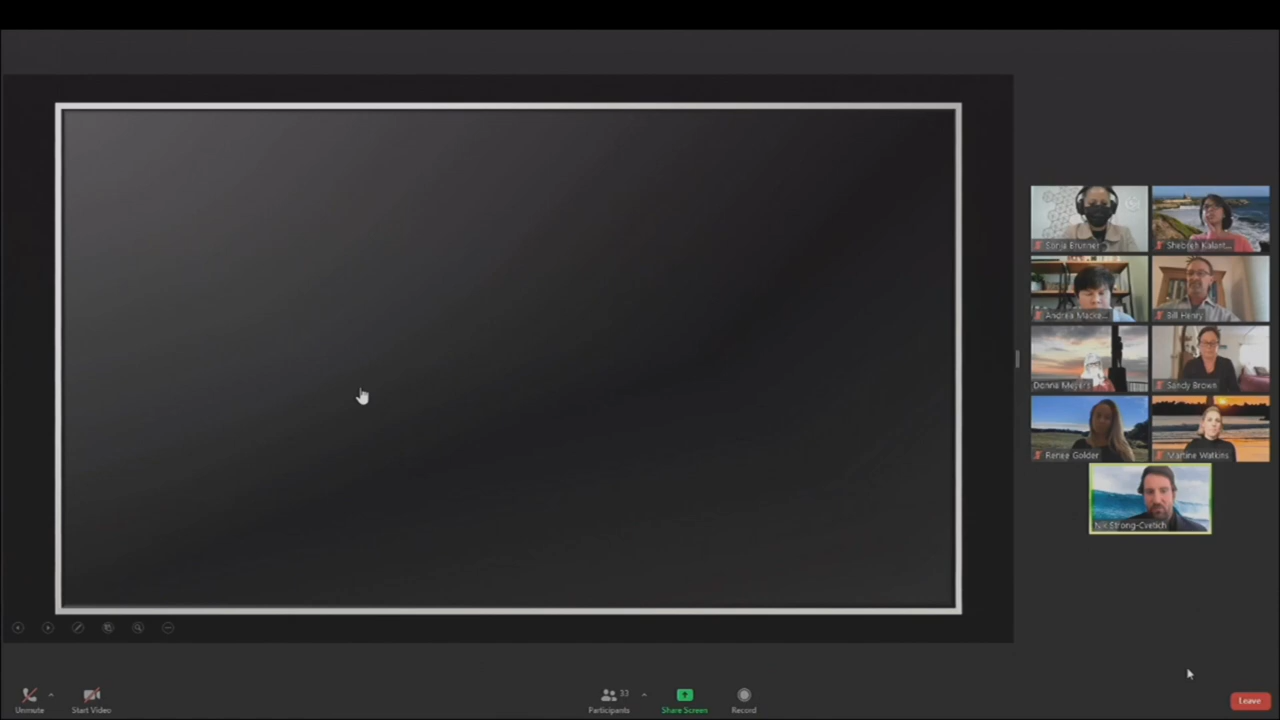 Sonja Brunner
Shebreh Kalant...
Andrea Macke...
Bill Henry
Donna Meyers
Sandy Brown
Renee Golder
Martine Watkins
Nik Strong-Cvetich
Unmute
Start Video
33
Participants
Share Screen
Record
Leave